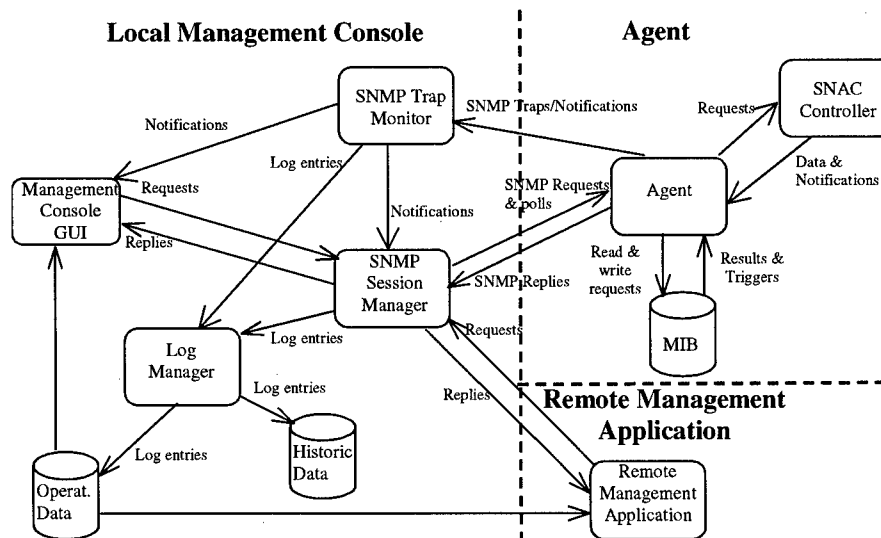 Local Management Console
Agent
SNMP Trap
Monitor
SNAC
Controller
SNMP Traps/Notifications
Requests
Notifications
Log entries
Data &
Notifications
Management
Console
GUI
Requests
Agent
SNMP Requests
& polls
Notifications
Replies
SNMP
Session
Manager
Read &
write
requests
Results &
Triggers
SNMP Replies
Log entries
Requests
MIB
Log
Manager
Log entries
Replies
Remote Management
Application
Log entries
Historic
Data
Operat.
Data
Remote
Management
Application